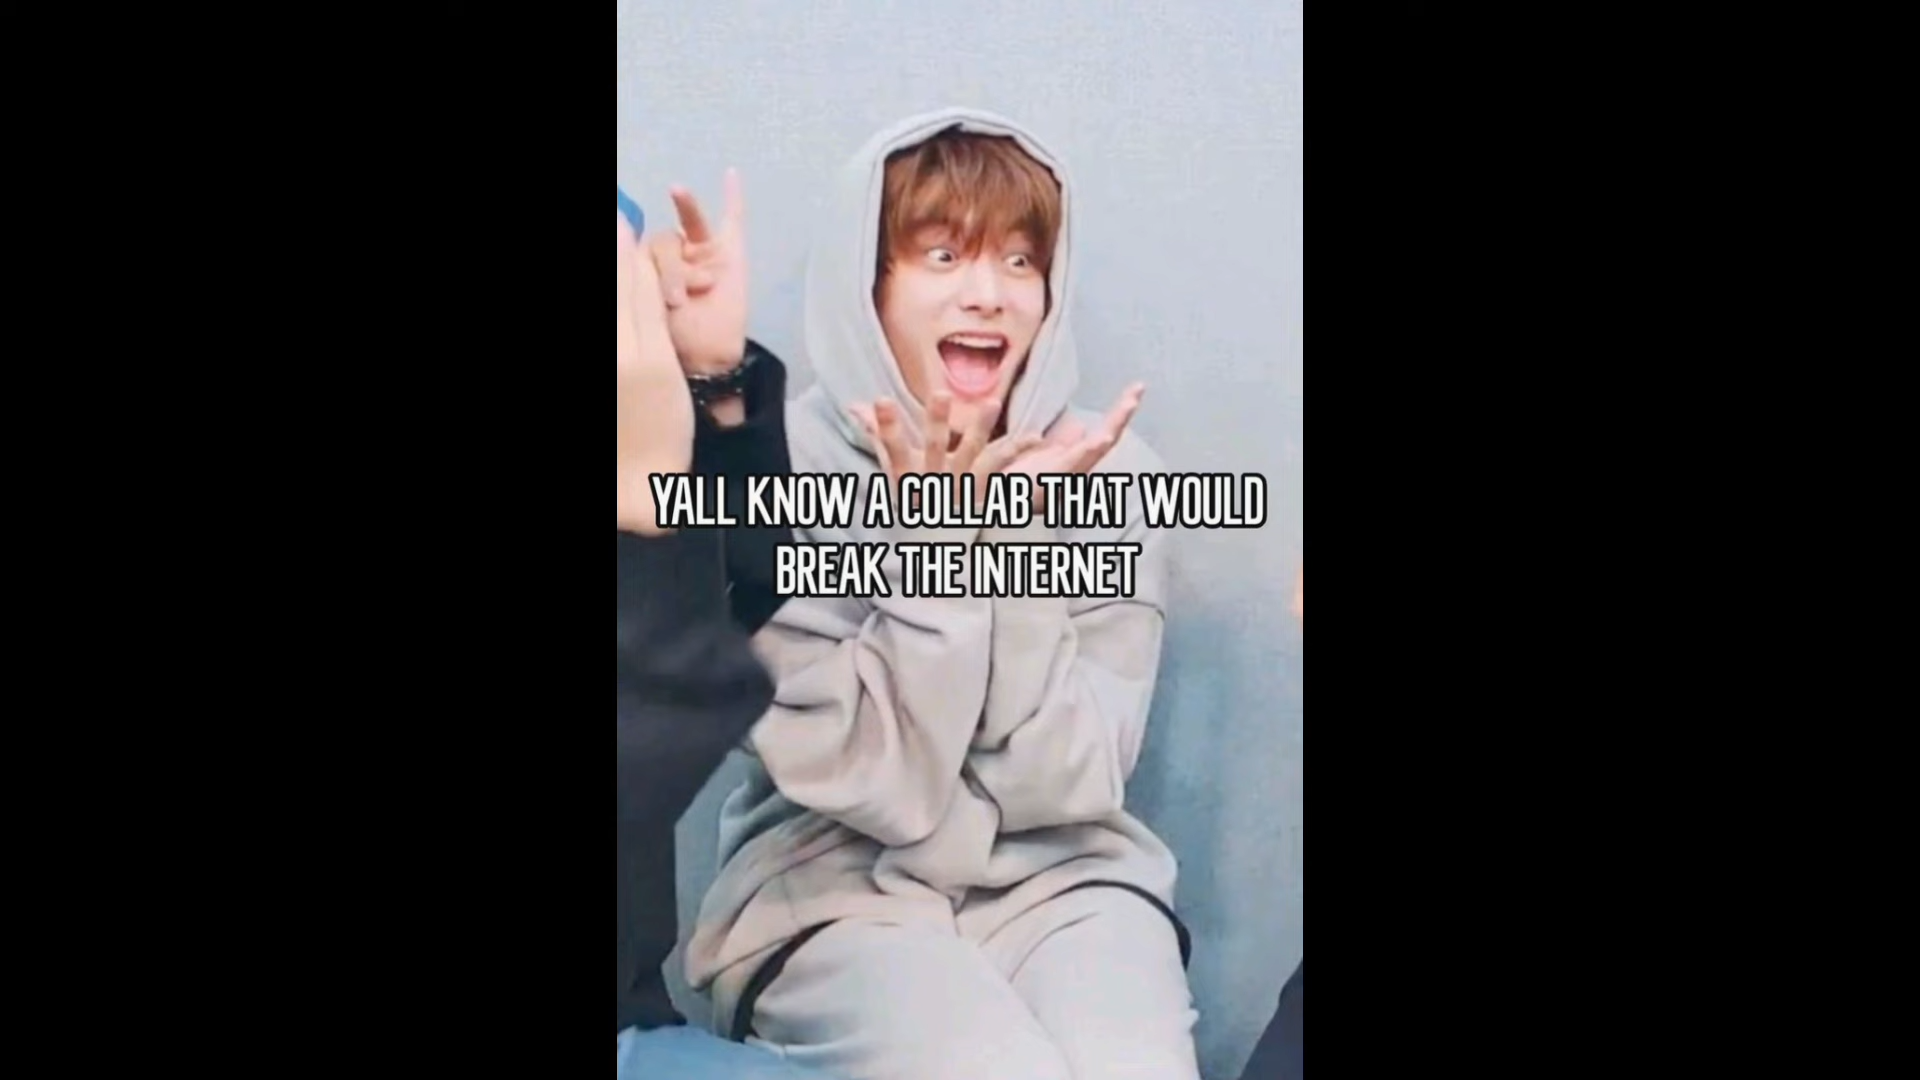 YALL KNOW A COLLAB THAT WOULD
BREAK THE INTERNET